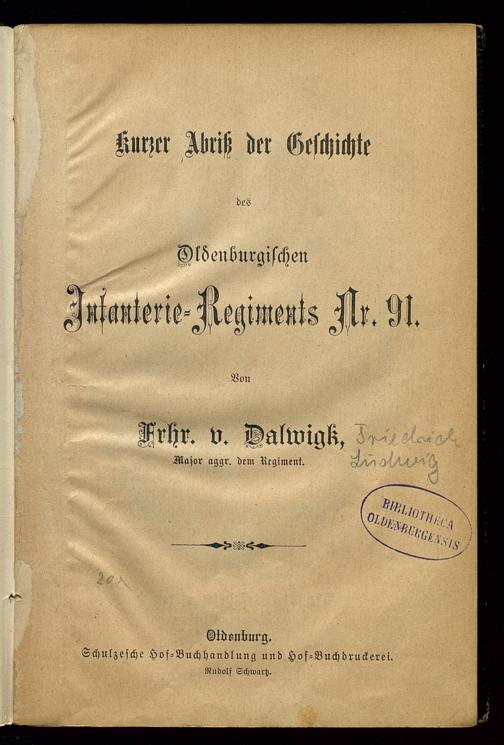 Kurzer Abriß der Geschichte
des
Oldenburgischen
Infanterie-Regiments Nr. 91.
Von
Frhr. v. Dalwigk, Friedrich
Ludwig
Major aggr. dem Regiment.
BIBLIOTHECA
OLDENBURGENSIS
Oldenburg.
Schulzesche Hof-Buchhandlung und Hof-Buchdruckerei.
Rudolf Schwartz.